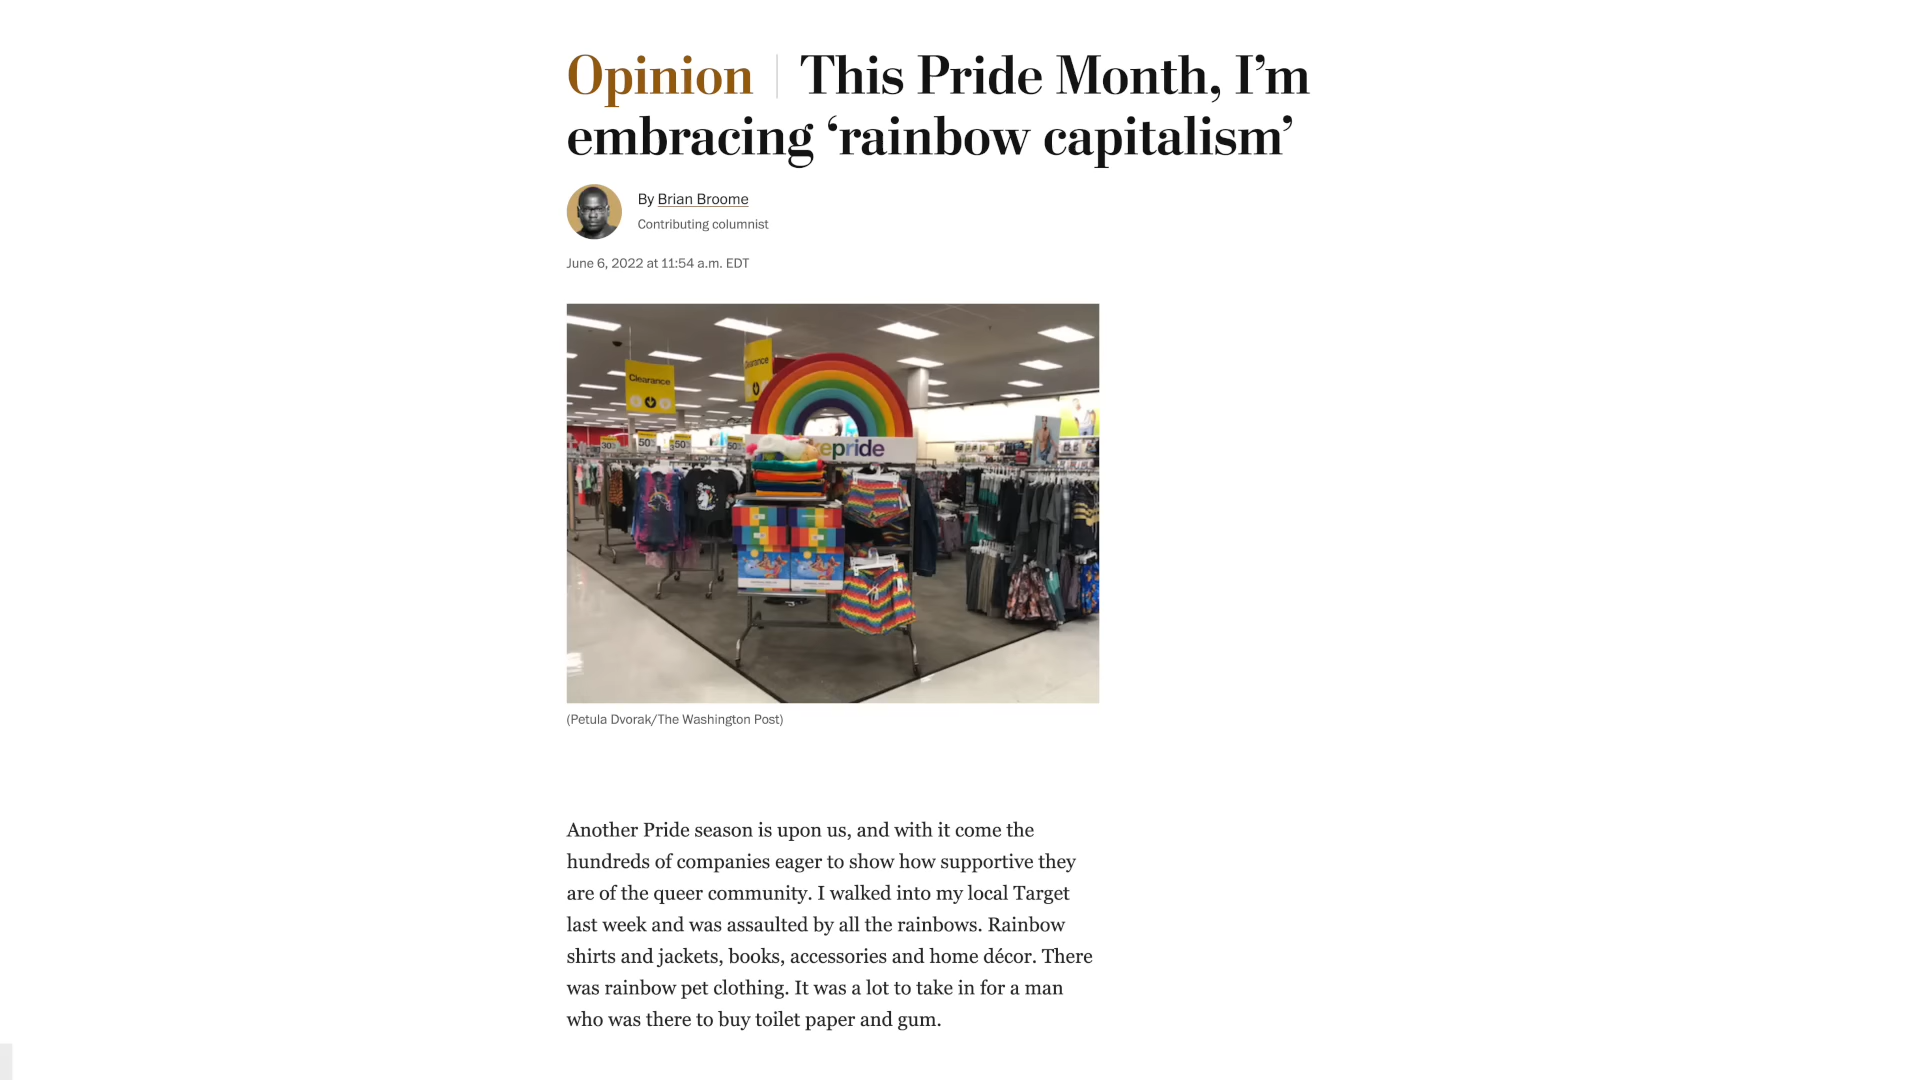 Opinion | This Pride Month, I’m
embracing ‘rainbow capitalism’
By Brian Broome
Contributing columnist
June 6, 2022 at 11:54 a.m. EDT
Clearance
30%
50%
50%
50%
epride
(Petula Dvorak/The Washington Post)
Another Pride season is upon us, and with it come the
hundreds of companies eager to show how supportive they
are of the queer community. I walked into my local Target
last week and was assaulted by all the rainbows. Rainbow
shirts and jackets, books, accessories and home décor. There
was rainbow pet clothing. It was a lot to take in for a man
who was there to buy toilet paper and gum.